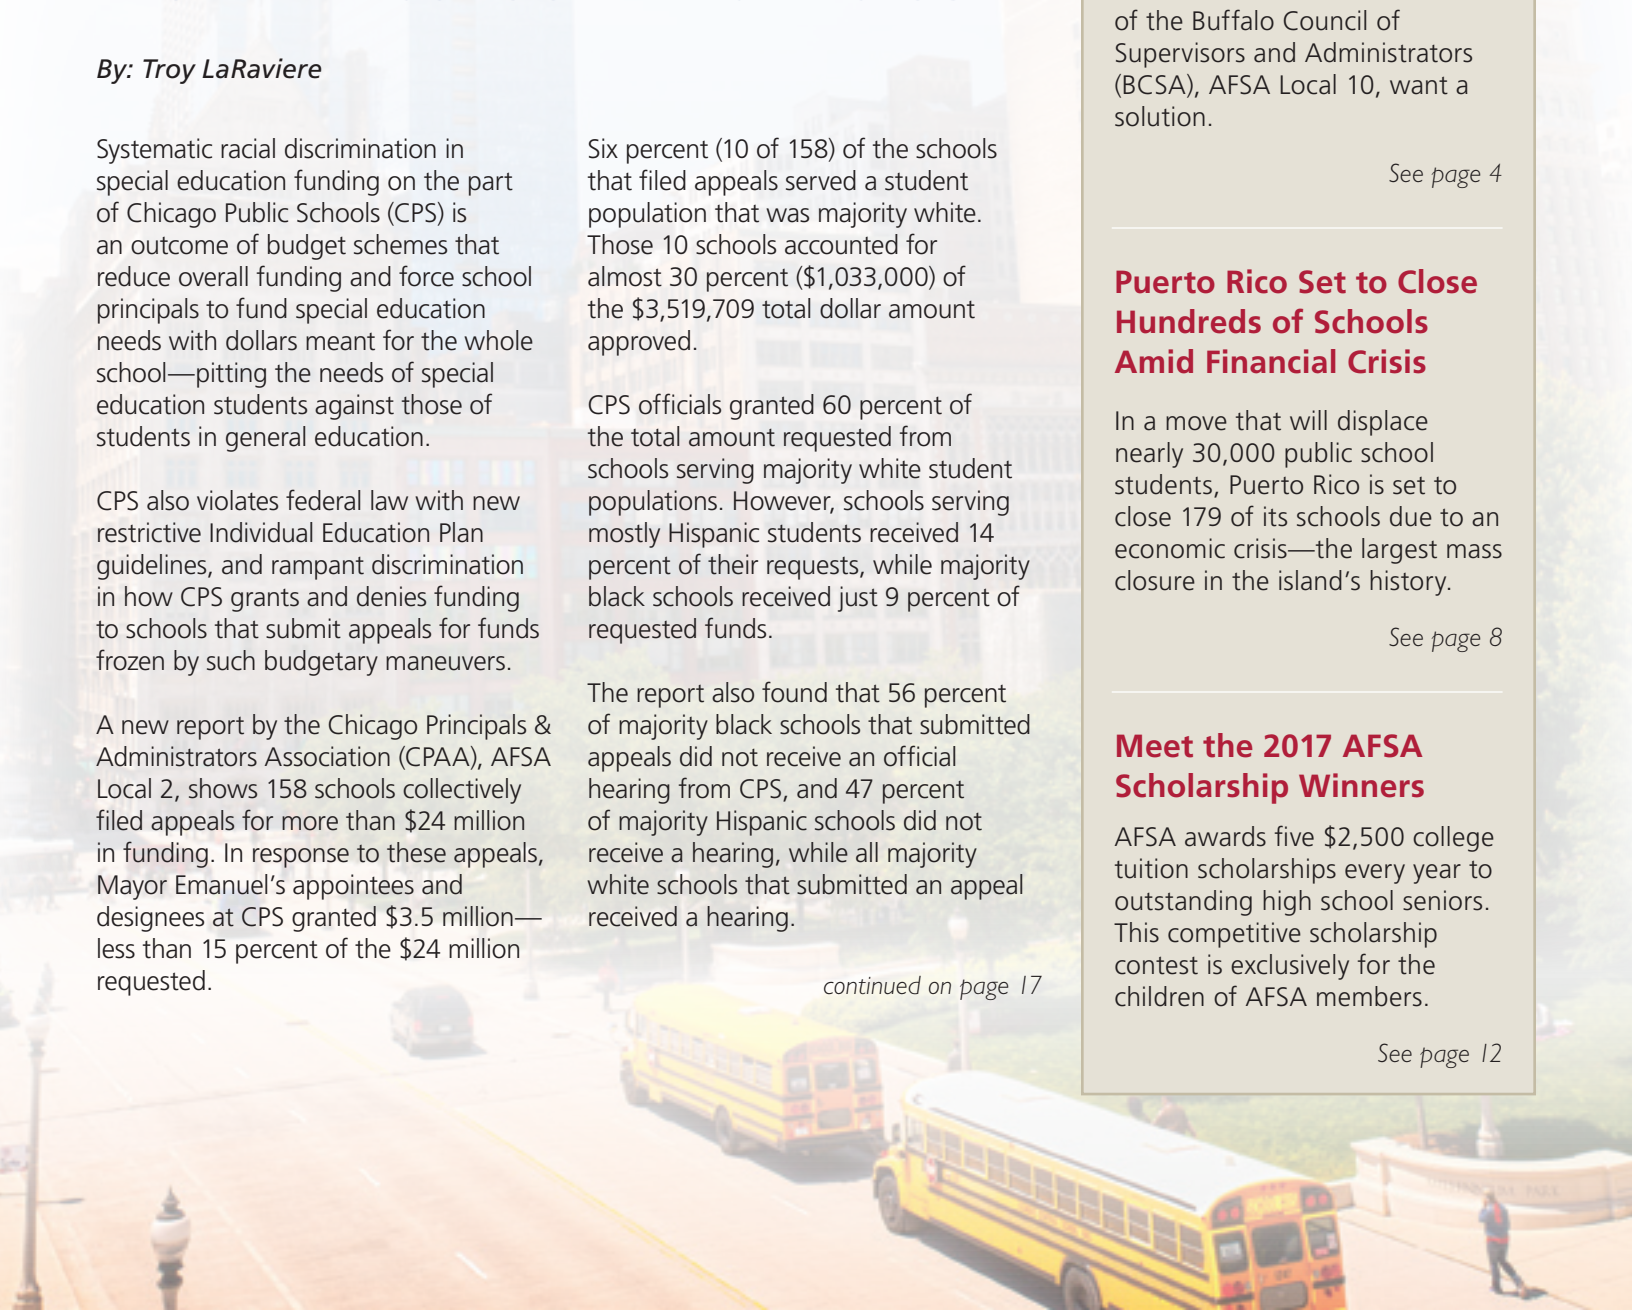 By: Troy LaRaviere
Systematic racial discrimination in
special education funding on the part
of Chicago Public Schools (CPS) is
an outcome of budget schemes that
reduce overall funding and force school
principals to fund special education
needs with dollars meant for the whole
school—pitting the needs of special
education students against those of
students in general education.
CPS also violates federal law with new
restrictive Individual Education Plan
guidelines, and rampant discrimination
in how CPS grants and denies funding
to schools that submit appeals for funds
frozen by such budgetary maneuvers.
A new report by the Chicago Principals &
Administrators Association (CPAA), AFSA
Local 2, shows 158 schools collectively
filed appeals for more than $24 million
in funding. In response to these appeals,
Mayor Emanuel’s appointees and
designees at CPS granted $3.5 million—
less than 15 percent of the $24 million
requested.
Six percent (10 of 158) of the schools
that filed appeals served a student
population that was majority white.
Those 10 schools accounted for
almost 30 percent ($1,033,000) of
the $3,519,709 total dollar amount
approved.
CPS officials granted 60 percent of
the total amount requested from
schools serving majority white student
populations. However, schools serving
mostly Hispanic students received 14
percent of their requests, while majority
black schools received just 9 percent of
requested funds.
The report also found that 56 percent
of majority black schools that submitted
appeals did not receive an official
hearing from CPS, and 47 percent
of majority Hispanic schools did not
receive a hearing, while all majority
white schools that submitted an appeal
received a hearing.
continued on page 17
of the Buffalo Council of
Supervisors and Administrators
(BCSA), AFSA Local 10, want a
solution.
See page 4
Puerto Rico Set to Close
Hundreds of Schools
Amid Financial Crisis
In a move that will displace
nearly 30,000 public school
students, Puerto Rico is set to
close 179 of its schools due to an
economic crisis—the largest mass
closure in the island’s history.
See page 8
Meet the 2017 AFSA
Scholarship Winners
AFSA awards five $2,500 college
tuition scholarships every year to
outstanding high school seniors.
This competitive scholarship
contest is exclusively for the
children of AFSA members.
See page 12